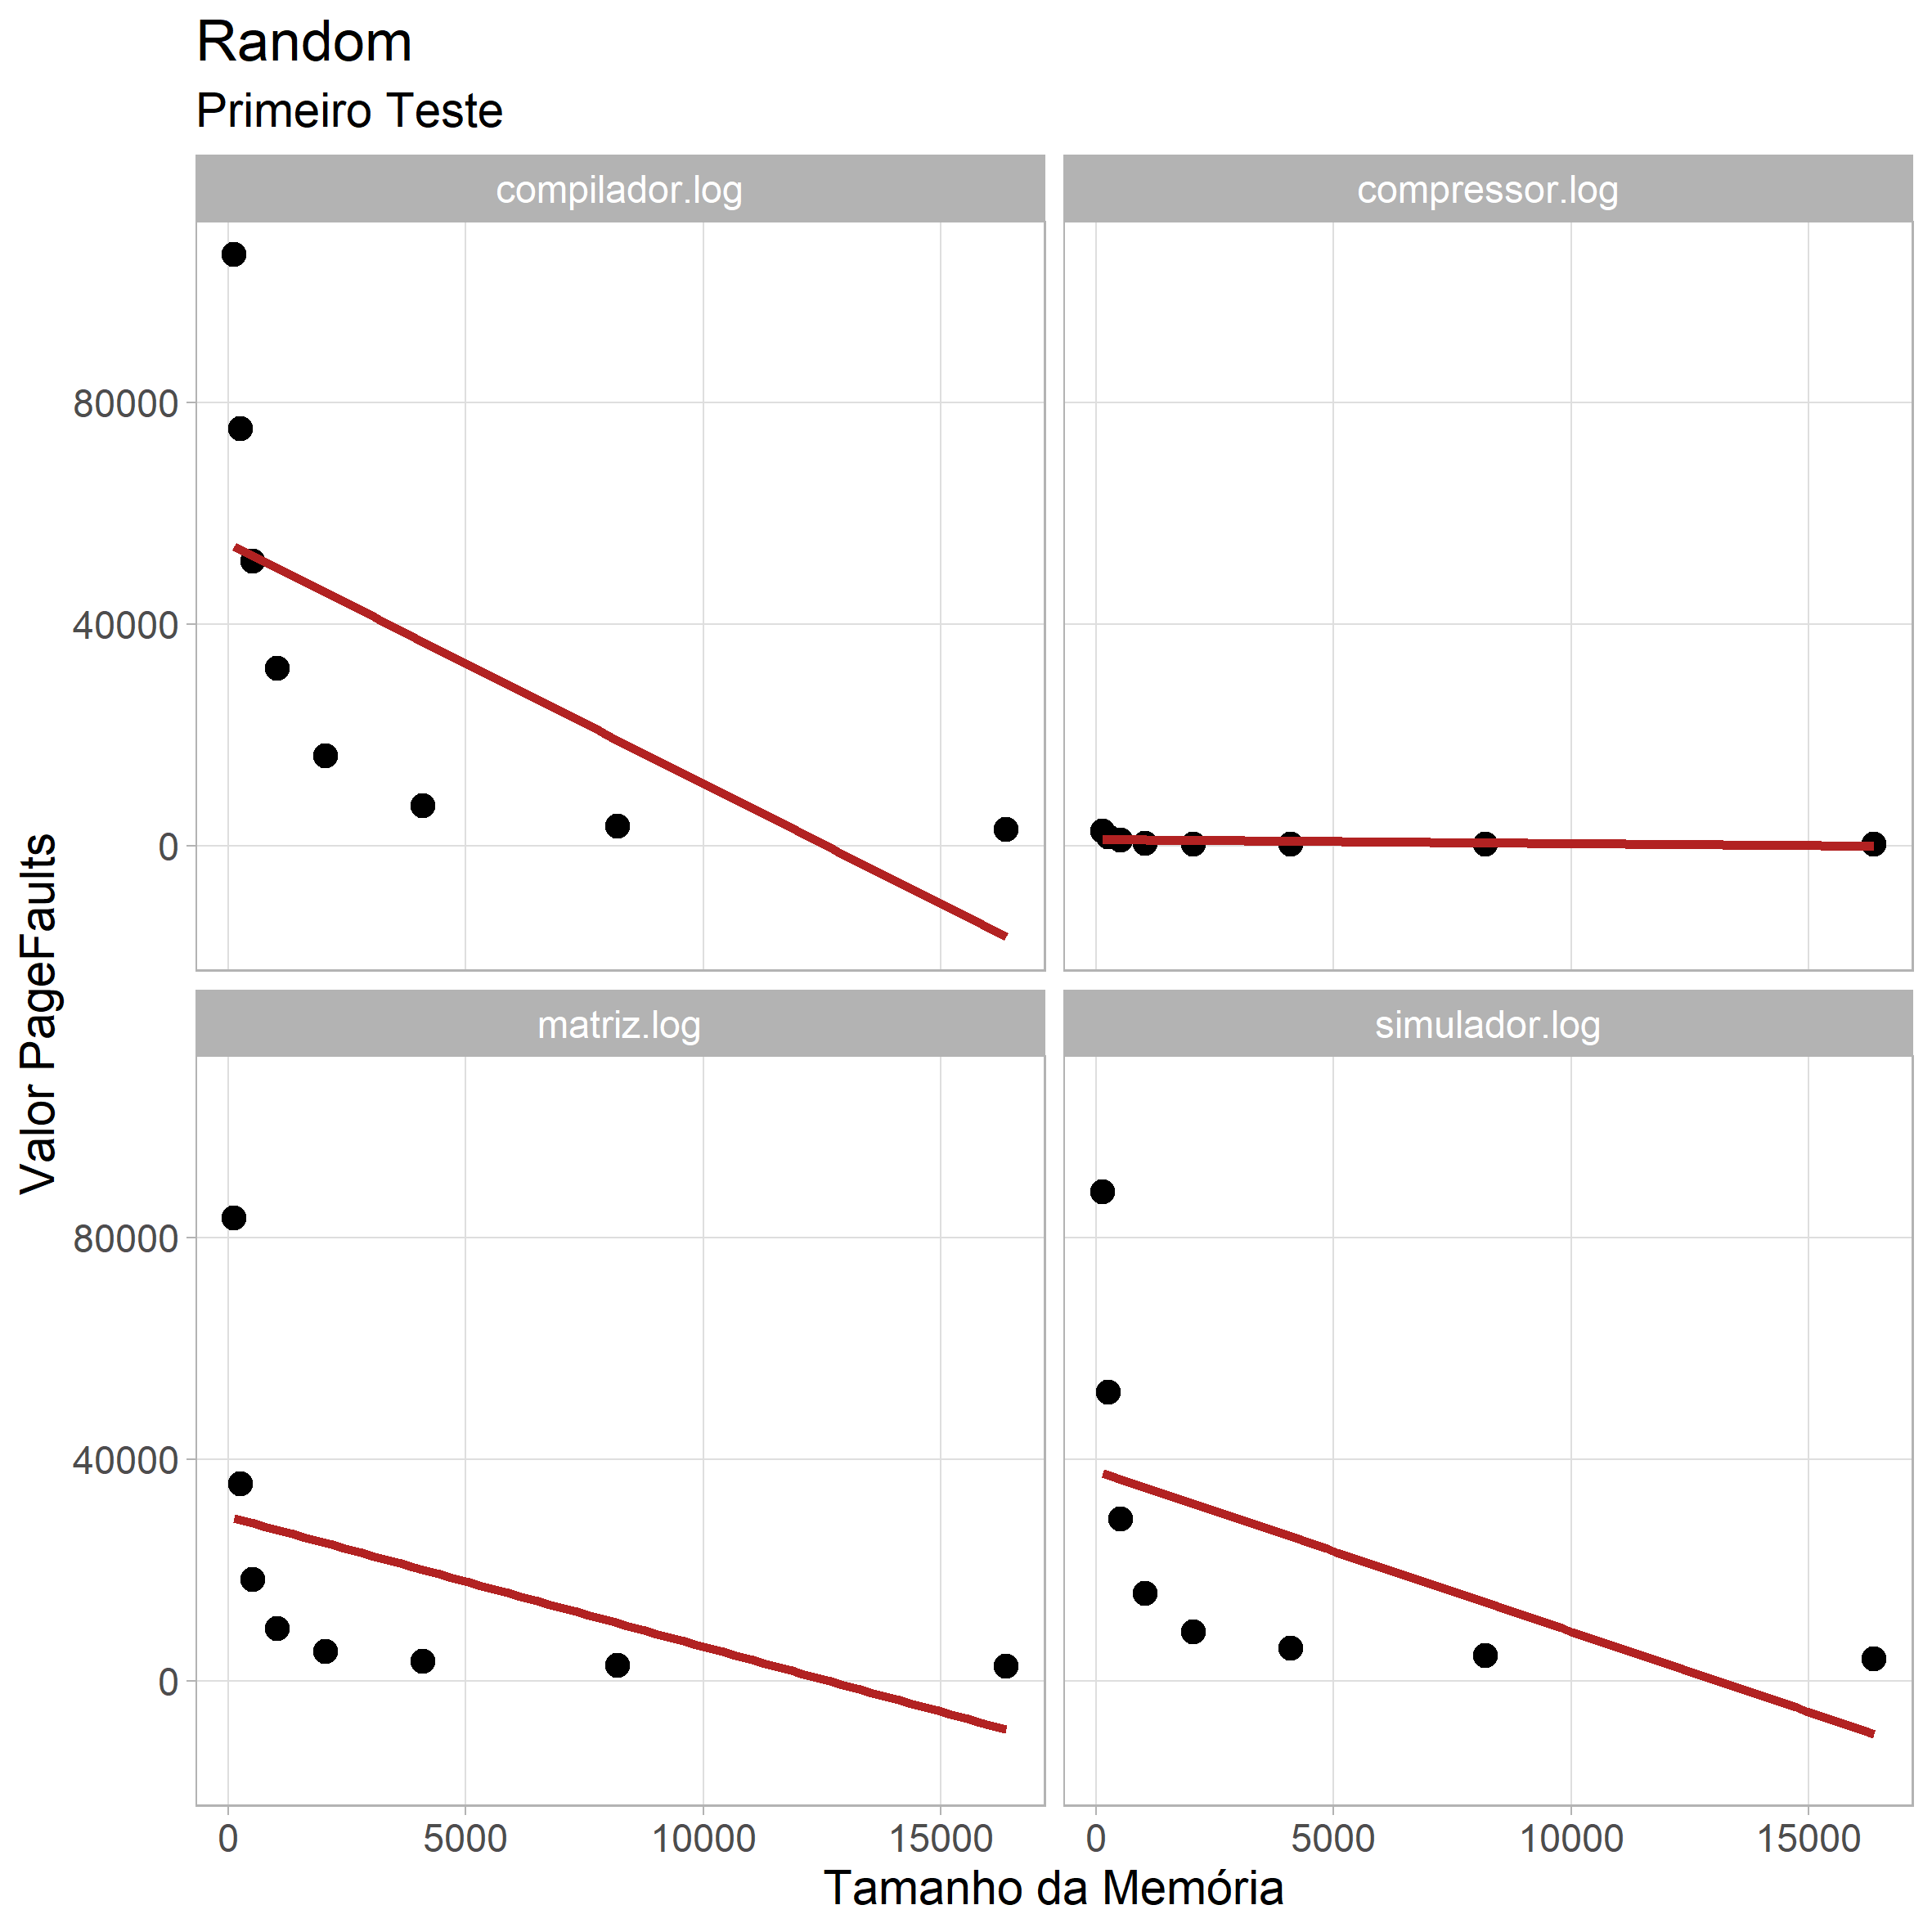 Random
Primeiro Teste
compilador.log
compressor.log
80000
40000
0
matriz.log
simulador.log
80000
40000
0
0 5000 10000 15000
0 5000 10000 15000
Tamanho da Memória
Valor PageFaults